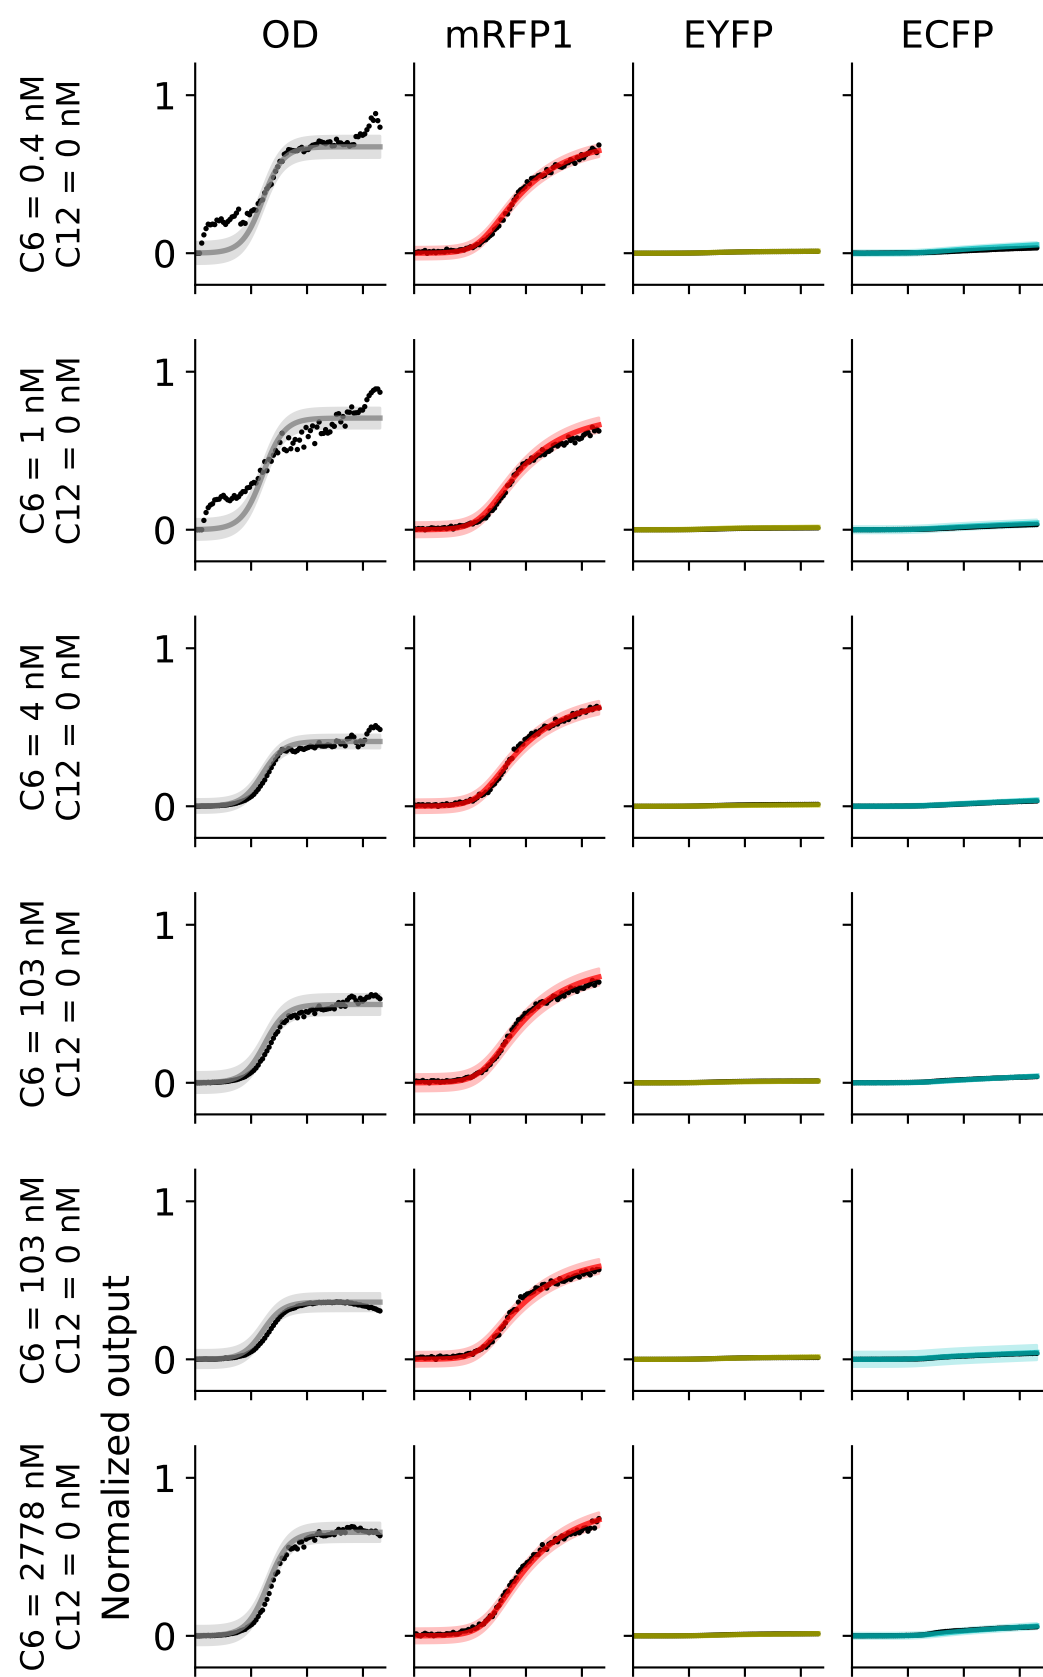 OD mRFP1 EYFP ECFP
C6 = 0.4 nM
C12 = 0 nM
1
0
C6 = 1 nM
C12 = 0 nM
1
0
C6 = 4 nM
C12 = 0 nM
1
0
C6 = 103 nM
C12 = 0 nM
1
0
C6 = 103 nM
C12 = 0 nM
1
0
Normalized output
C6 = 2778 nM
C12 = 0 nM
1
0